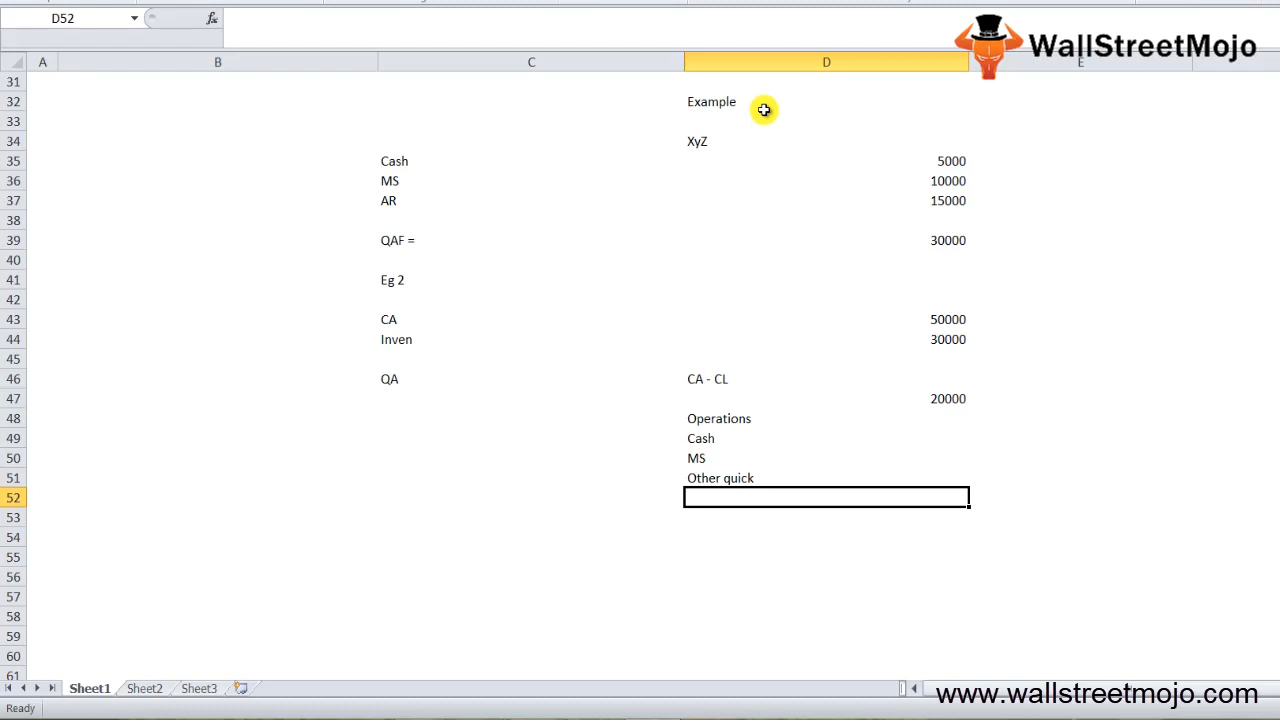 D52
fx
WallStreetMojo
A B C D E
31
32 Example
33
34 XyZ
35 Cash 5000
36 MS 10000
37 AR 15000
38
39 QAF = 30000
40
41 Eg 2
42
43 CA 50000
44 Inven 30000
45
46 QA CA - CL
47 20000
48 Operations
49 Cash
50 MS
51 Other quick
52
53
54
55
56
57
58
59
60
61
Sheet1 Sheet2 Sheet3
www.wallstreetmojo.com
Ready